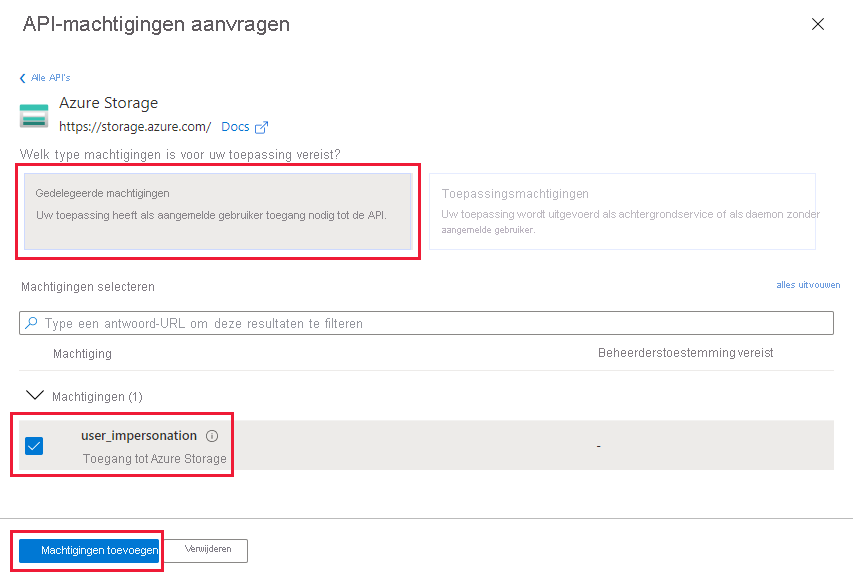 API-machtigingen aanvragen
Alle API's
Azure Storage
https://storage.azure.com/ Docs
Welk type machtigingen is voor uw toepassing vereist?
Gedelegeerde machtigingen
Uw toepassing heeft als aangemelde gebruiker toegang nodig tot de API.
Toepassingsmachtigingen
Uw toepassing wordt uitgevoerd als achtergrondservice of als daemon zonder
aangemelde gebruiker.
Machtigingen selecteren
alles uitvouwen
Type een antwoord-URL om deze resultaten te filteren
Machtiging
Beheerderstoestemming vereist
Machtigingen (1)
user_impersonation
Toegang tot Azure Storage
-
Machtigingen toevoegen
Verwijderen